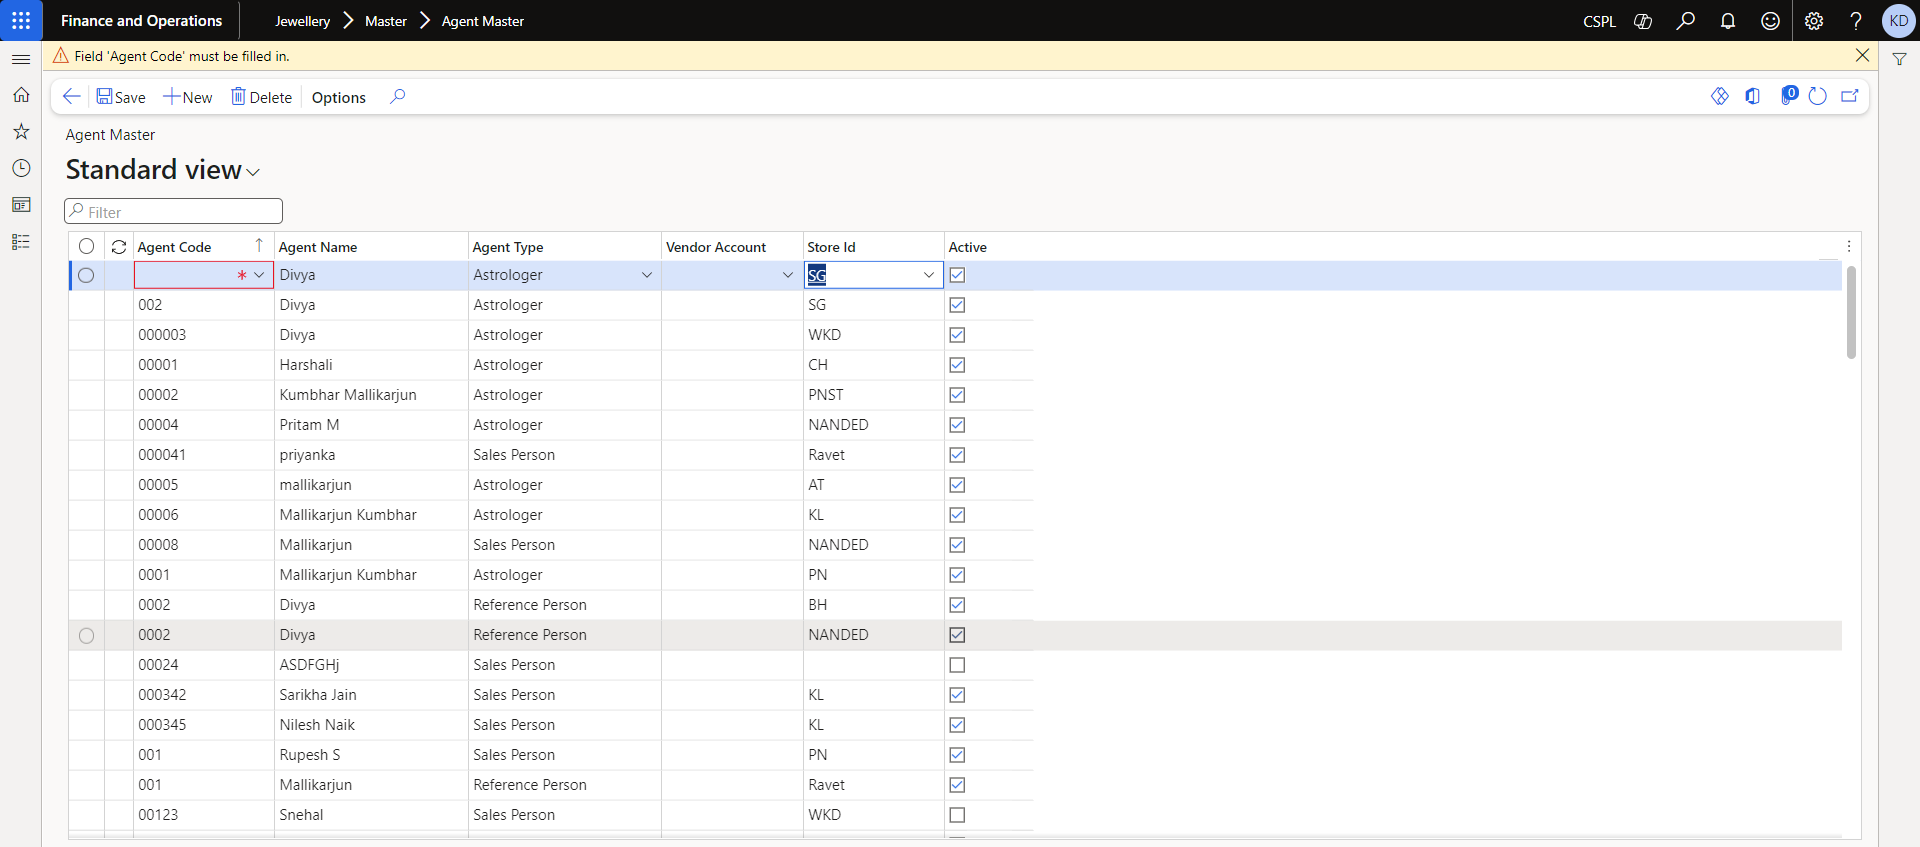 Finance and Operations Jewellery Master Agent Master CSPL KD
Field 'Agent Code' must be filled in.
Save New Delete Options 0
Agent Master
Standard view
Filter
Agent Code Agent Name Agent Type Vendor Account Store Id Active
* Divya Astrologer SG
002 Divya Astrologer SG
000003 Divya Astrologer WKD
00001 Harshali Astrologer CH
00002 Kumbhar Mallikarjun Astrologer PNST
00004 Pritam M Astrologer NANDED
000041 priyanka Sales Person Ravet
00005 mallikarjun Astrologer AT
00006 Mallikarjun Kumbhar Astrologer KL
00008 Mallikarjun Sales Person NANDED
0001 Mallikarjun Kumbhar Astrologer PN
0002 Divya Reference Person BH
0002 Divya Reference Person NANDED
00024 ASDFGHj Sales Person
000342 Sarikha Jain Sales Person KL
000345 Nilesh Naik Sales Person KL
001 Rupesh S Sales Person PN
001 Mallikarjun Reference Person Ravet
00123 Snehal Sales Person WKD